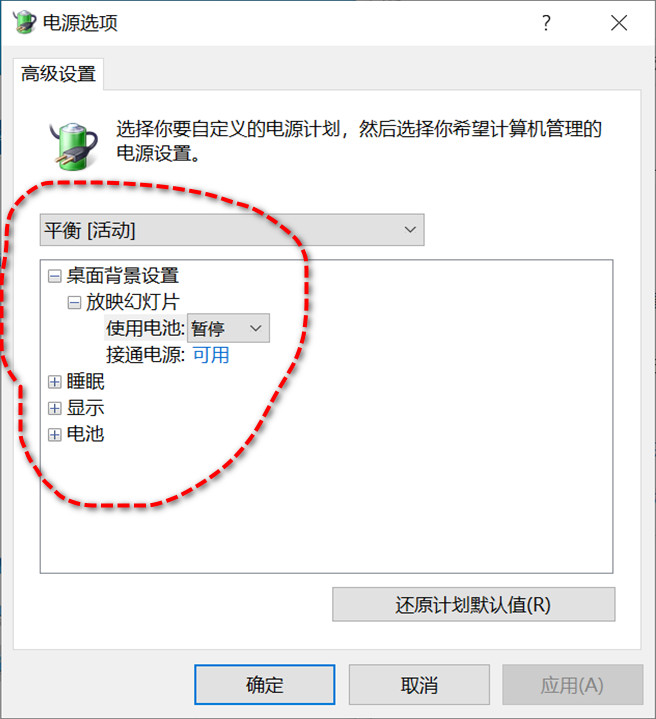 电源选项
高级设置
选择你要自定义的电源计划，然后选择你希望计算机管理的
电源设置。
平衡 [活动]
桌面背景设置
放映幻灯片
使用电池: 暂停
接通电源: 可用
睡眠
显示
电池
还原计划默认值(R)
确定
取消
应用(A)